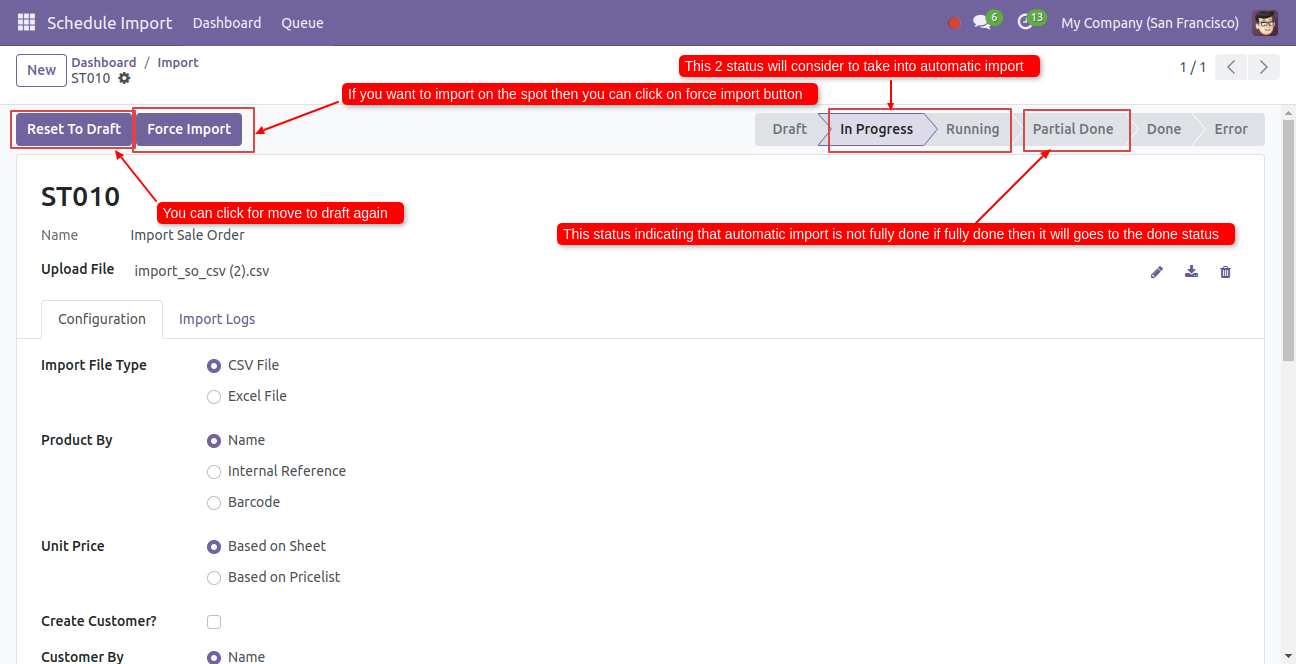 Schedule Import Dashboard Queue 6 13 My Company (San Francisco)
New Dashboard / Import
ST010
1 / 1
This 2 status will consider to take into automatic import
If you want to import on the spot then you can click on force import button
Reset To Draft Force Import Draft In Progress Running Partial Done Done Error
ST010
You can click for move to draft again
Name Import Sale Order
This status indicating that automatic import is not fully done if fully done then it will goes to the done status
Upload File import_so_csv (2).csv
Configuration Import Logs
Import File Type CSV File
Excel File
Product By Name
Internal Reference
Barcode
Unit Price Based on Sheet
Based on Pricelist
Create Customer?
Customer By Name